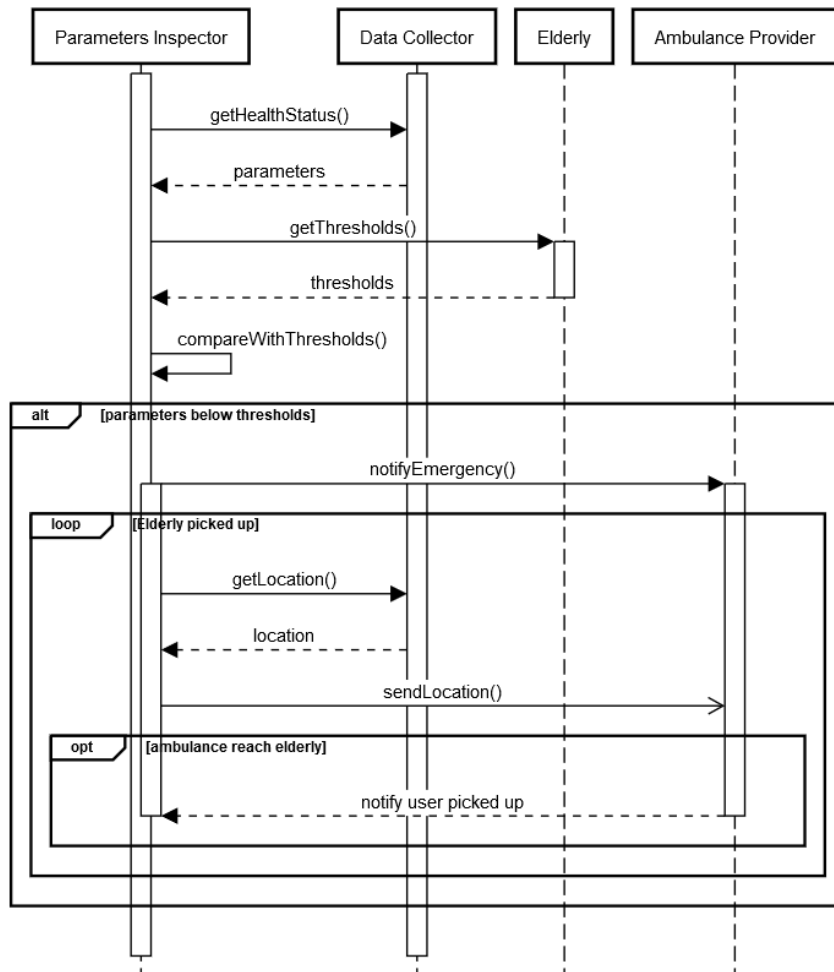 Parameters Inspector
Data Collector
Elderly
Ambulance Provider
getHealthStatus()
parameters
getThresholds()
thresholds
compareWithThresholds()
alt
[parameters below thresholds]
notifyEmergency()
loop
[Elderly picked up]
getLocation()
location
sendLocation()
opt
[ambulance reach elderly]
notify user picked up